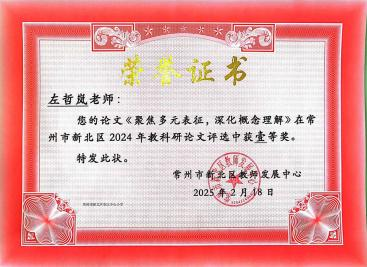 荣誉证书
左哲岚老师：
您的论文《聚焦多元表征，深化概念理解》在常
州市新北区2024年教科研论文评选中获壹等奖。
特发此状。
常州市新北区教师发展中心
2025年2月18日